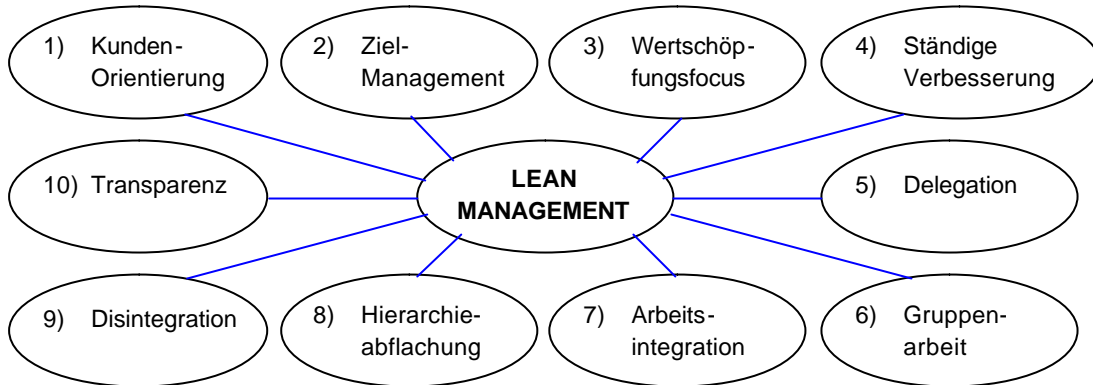 1) Kunden-
Orientierung
2) Ziel-
Management
3) Wertschöp-
fungsfocus
4) Ständige
Verbesserung
10) Transparenz
LEAN
MANAGEMENT
5) Delegation
9) Disintegration
8) Hierarchie-
abflachung
7) Arbeits-
integration
6) Gruppen-
arbeit